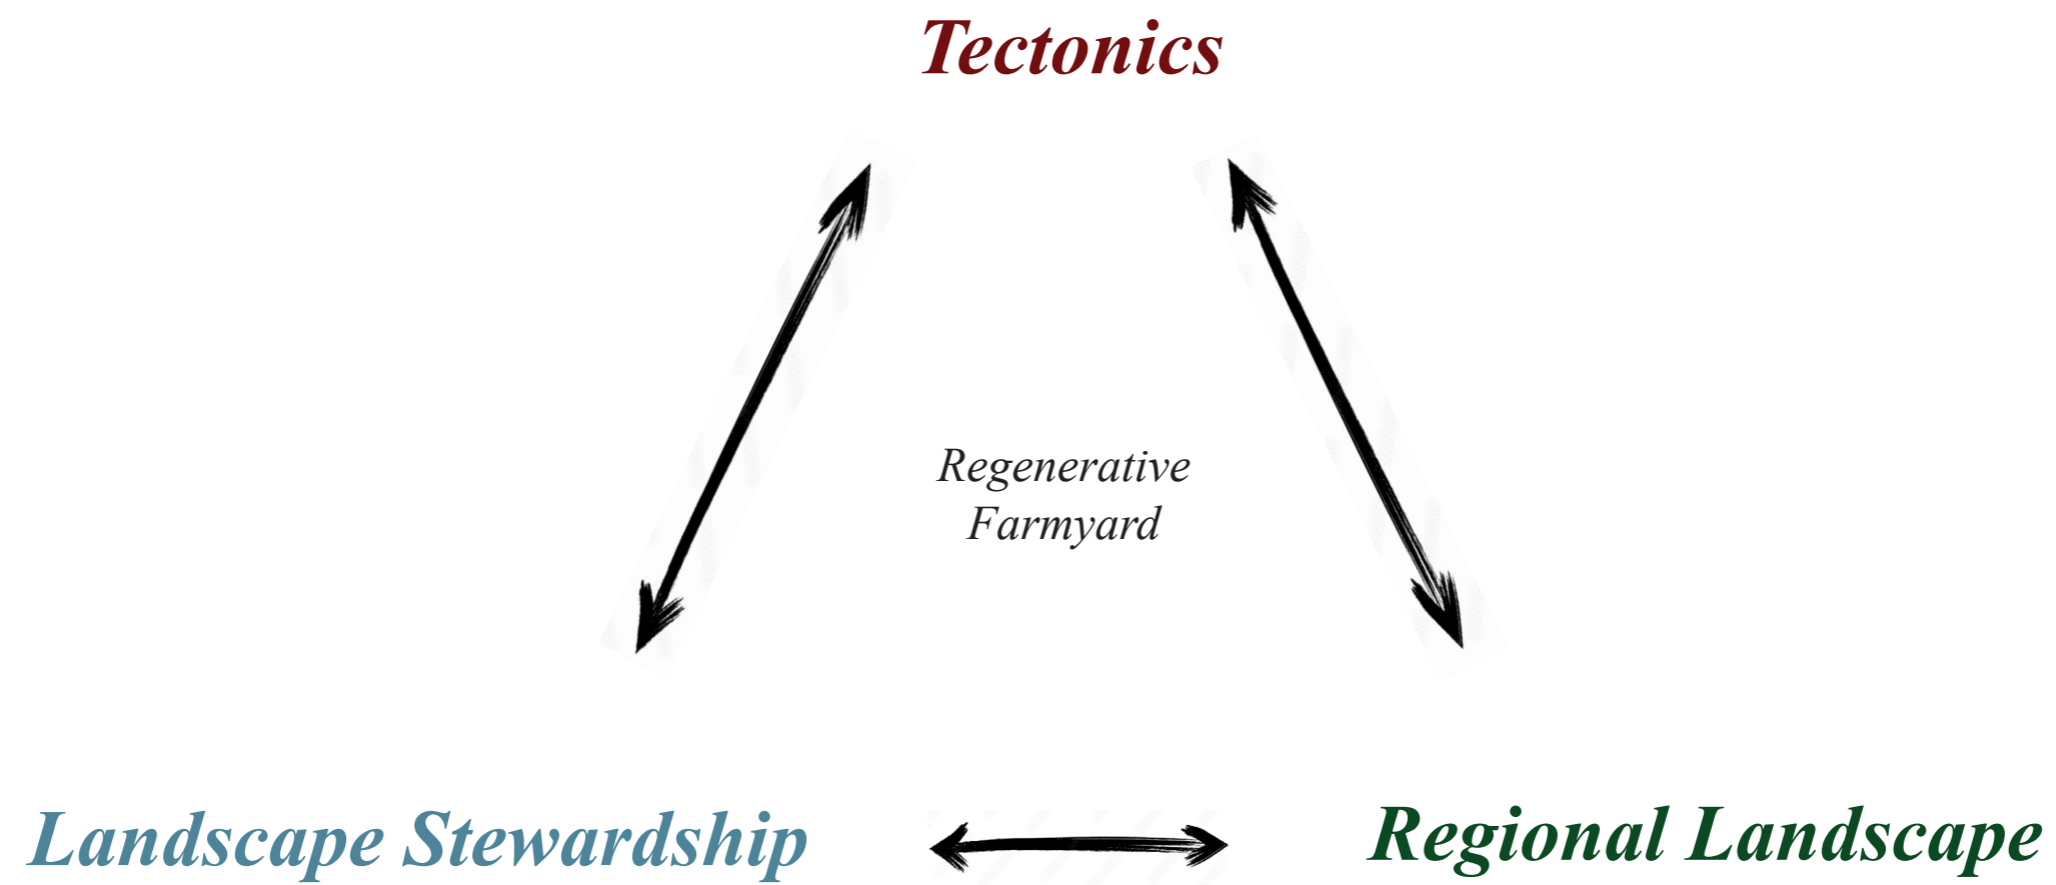 Tectonics
Regenerative
Farmyard
Landscape Stewardship
Regional Landscape